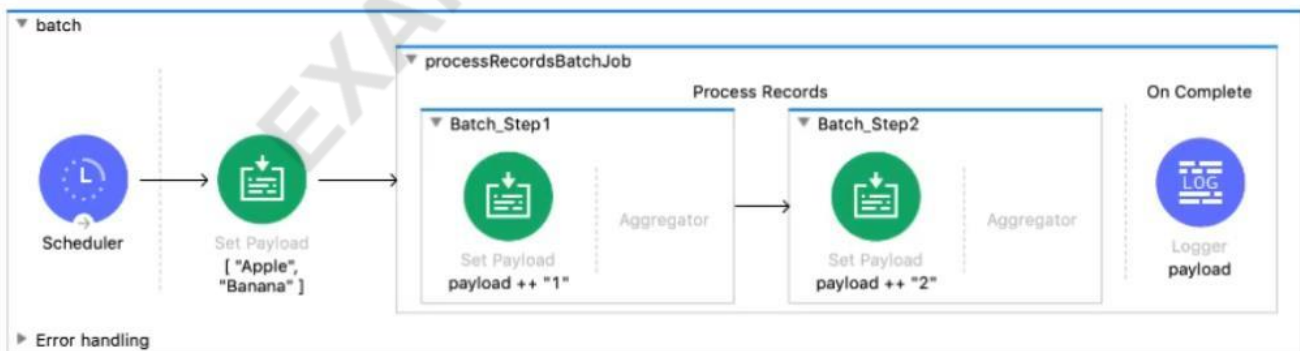 batch
processRecordsBatchJob
Process Records
On Complete
Batch_Step1
Batch_Step2
LOG
Aggregator
Aggregator
Scheduler
Set Payload
[ "Apple",
"Banana" ]
Set Payload
payload ++ "1"
Set Payload
payload ++ "2"
Logger
payload
Error handling